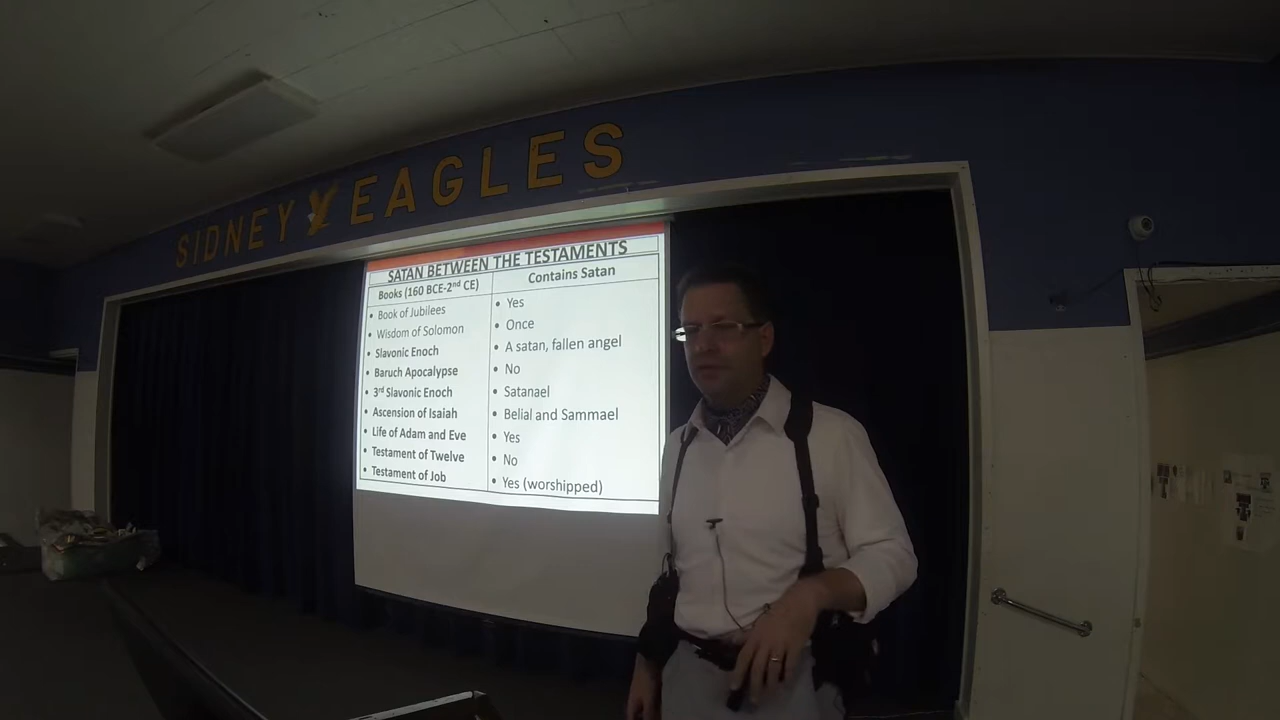 SIDNEY EAGLES
SATAN BETWEEN THE TESTAMENTS
Books (160 BCE-2nd CE)
Contains Satan
• Book of Jubilees
• Yes
• Wisdom of Solomon
• Once
• Slavonic Enoch
• A satan, fallen angel
• Baruch Apocalypse
• No
• 3rd Slavonic Enoch
• Satanael
• Ascension of Isaiah
• Belial and Sammael
• Life of Adam and Eve
• Yes
• Testament of Twelve
• No
• Testament of Job
• Yes (worshipped)